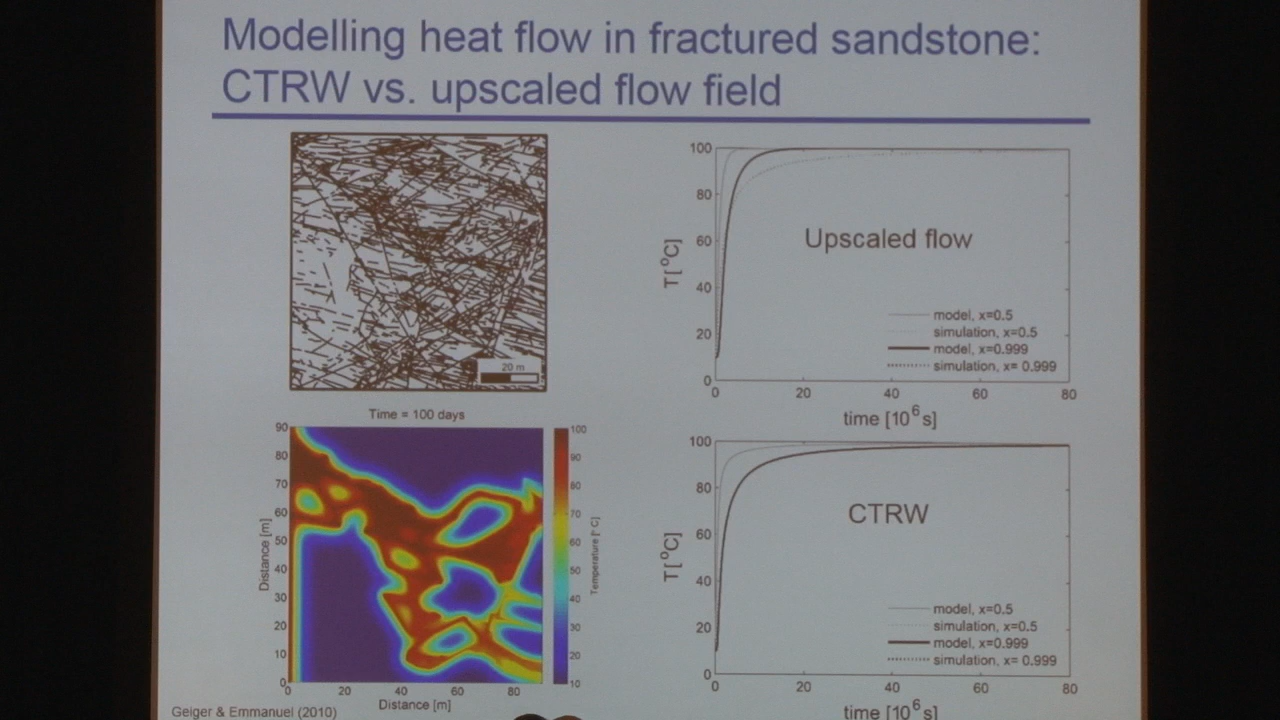 Modelling heat flow in fractured sandstone:
CTRW vs. upscaled flow field
20 m
Time = 100 days
90
80
70
60
50
40
30
20
10
0
Distance [m]
0 20 40 60 80
Distance [m]
100
90
80
70
60
50
40
30
20
10
Temperature [° C]
Geiger & Emmanuel (2010)
100
80
60
40
20
0
T[°C]
Upscaled flow
model, x=0.5
simulation, x=0.5
model, x=0.999
simulation, x= 0.999
0 20 40 60 80
time [10⁶ s]
100
80
60
40
20
0
T[°C]
CTRW
model, x=0.5
simulation, x=0.5
model, x=0.999
simulation, x= 0.999
0 20 40 60 80
time [10⁶ s]